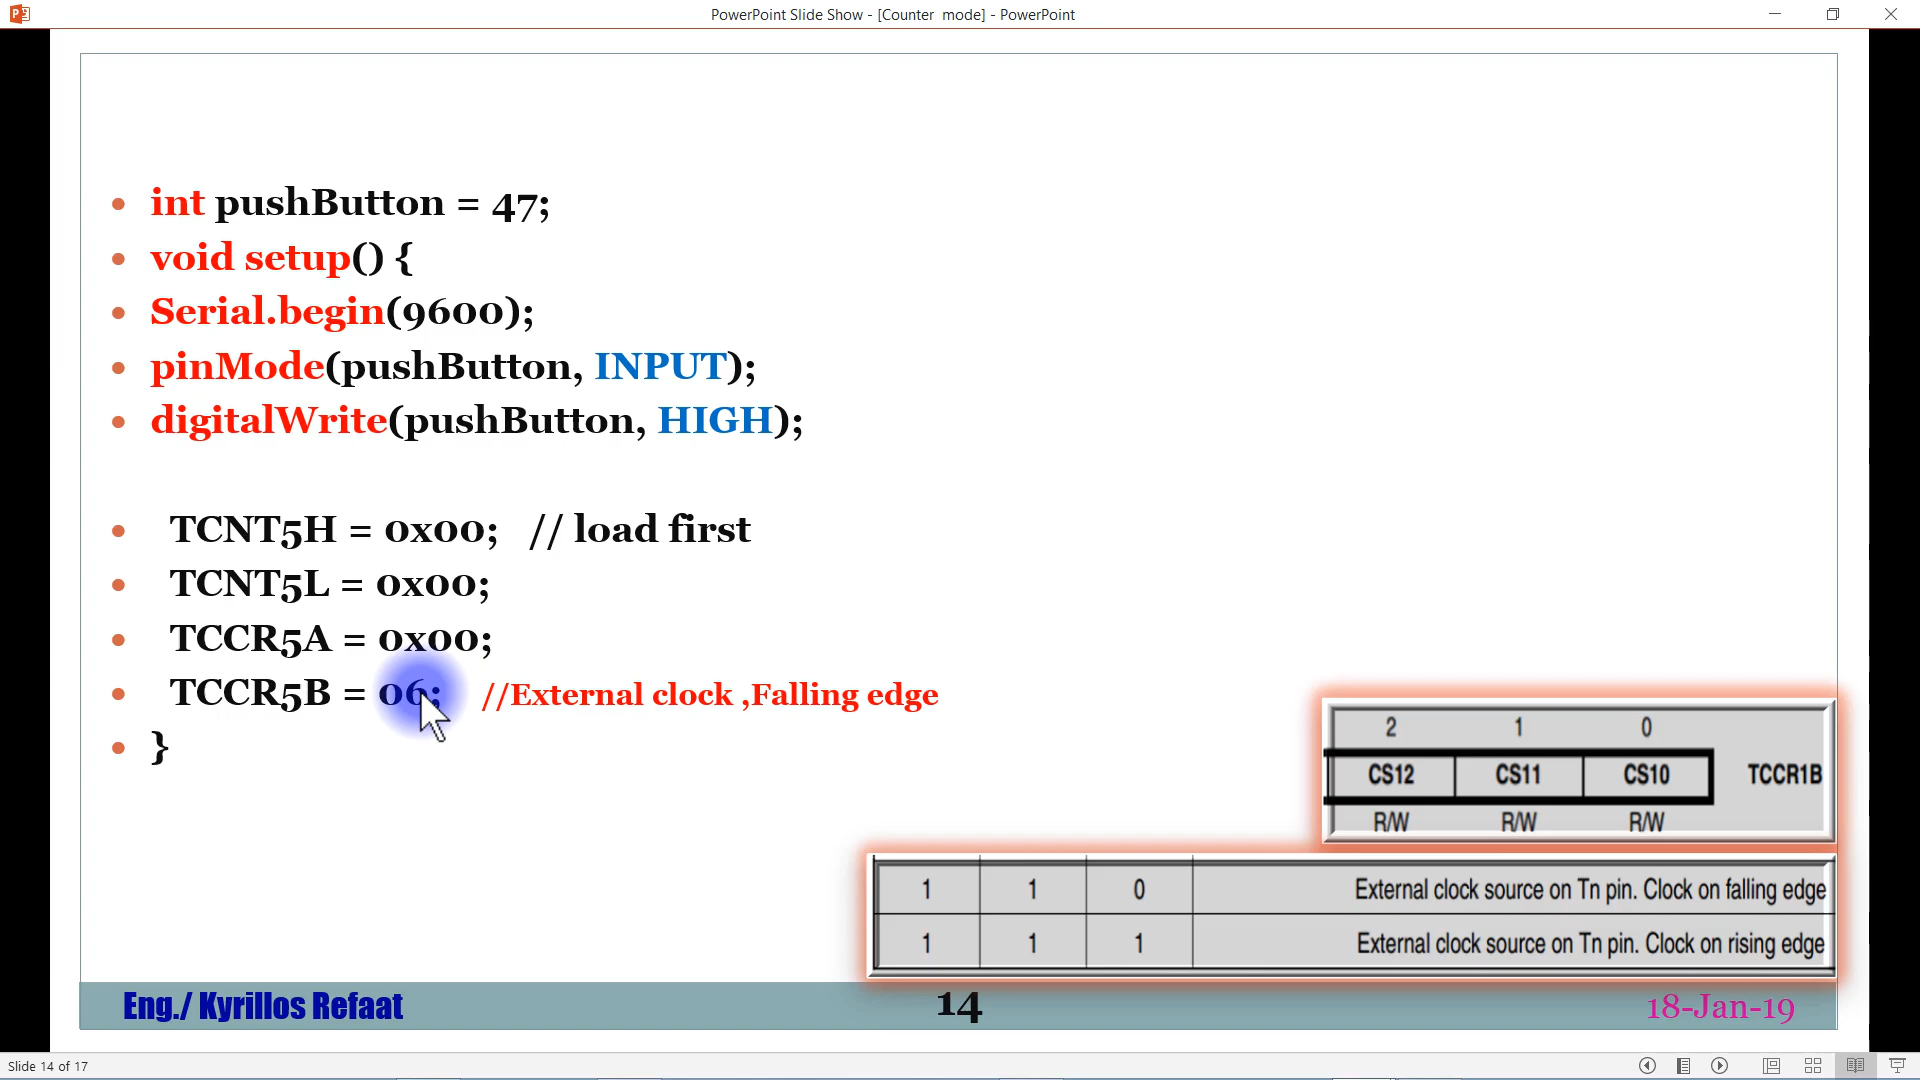 PowerPoint Slide Show - [Counter  mode] - PowerPoint
int pushButton = 47;
void setup() {
Serial.begin(9600);
pinMode(pushButton, INPUT);
digitalWrite(pushButton, HIGH);
TCNT5H = 0x00;   // load first
TCNT5L = 0x00;
TCCR5A = 0x00;
TCCR5B = 06;   //External clock ,Falling edge
}
2 1 0
CS12 CS11 CS10 TCCR1B
R/W R/W R/W
1 1 0 External clock source on Tn pin. Clock on falling edge
1 1 1 External clock source on Tn pin. Clock on rising edge
Eng./ Kyrillos Refaat 14 18-Jan-19
Slide 14 of 17